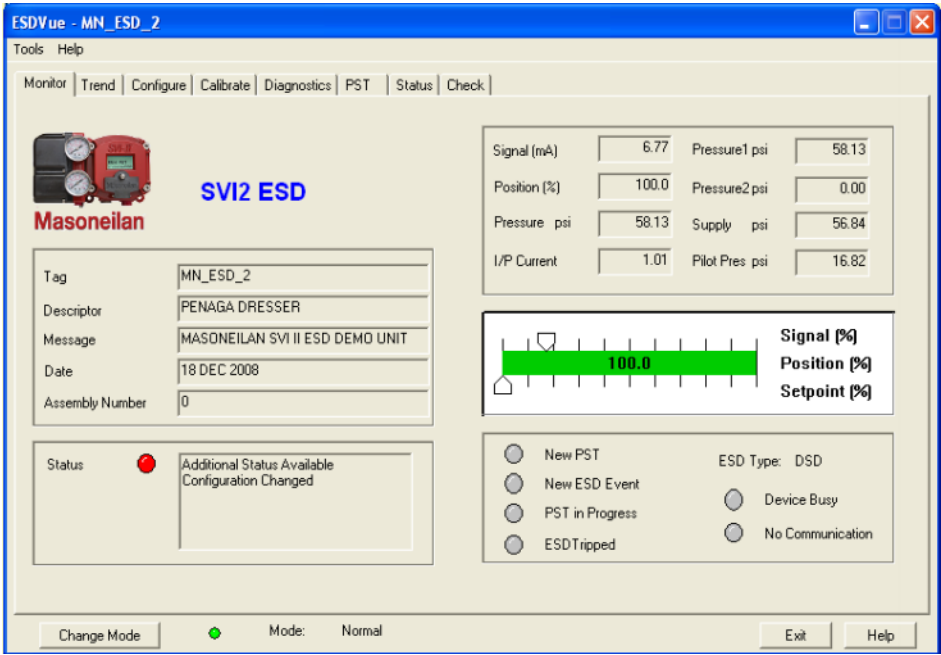 ESDVue - MN_ESD_2
Tools Help
Monitor Trend Configure Calibrate Diagnostics PST Status Check
SVI-II
Masoneilan
SVI2 ESD
Tag MN_ESD_2
Descriptor PENAGA DRESSER
Message MASONEILAN SVI II ESD DEMO UNIT
Date 18 DEC 2008
Assembly Number 0
Status Additional Status Available
Configuration Changed
Signal (mA) 6.77 Pressure1 psi 58.13
Position (%) 100.0 Pressure2 psi 0.00
Pressure psi 58.13 Supply psi 56.84
I/P Current 1.01 Pilot Pres psi 16.82
Signal (%)
100.0 Position (%)
Setpoint (%)
New PST
New ESD Event
PST in Progress
ESDTripped
ESD Type: DSD
Device Busy
No Communication
Change Mode Mode: Normal Exit Help